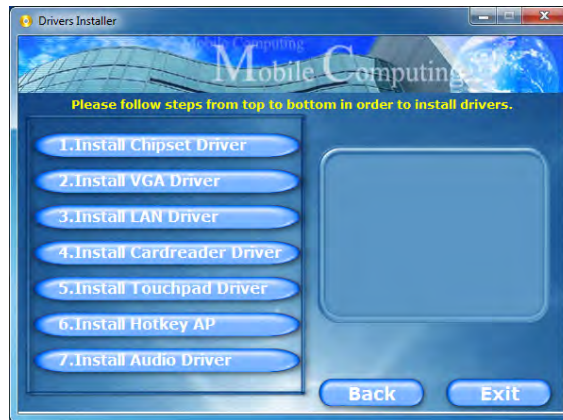 Drivers Installer
Mobile Computing
Mobile Computing
Please follow steps from top to bottom in order to install drivers.
1.Install Chipset Driver
2.Install VGA Driver
3.Install LAN Driver
4.Install Cardreader Driver
5.Install Touchpad Driver
6.Install Hotkey AP
7.Install Audio Driver
Back
Exit